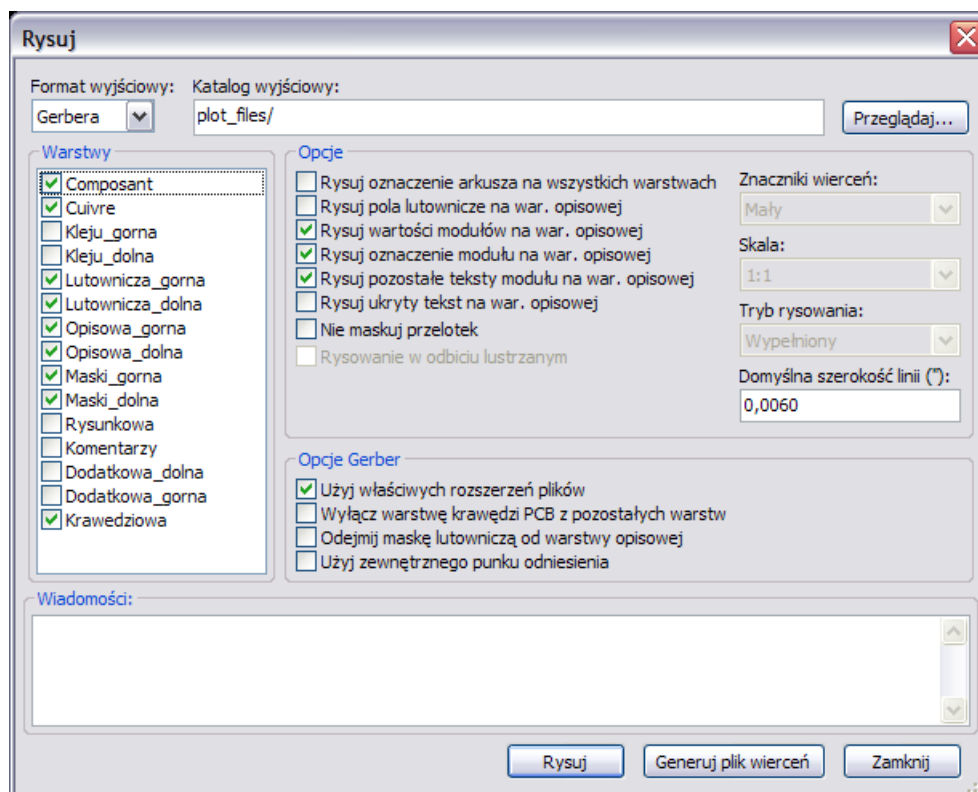 Rysuj
Format wyjściowy:
Katalog wyjściowy:
Gerbera
plot_files/
Przeglądaj...
Warstwy
Composant
Cuivre
Kleju_gorna
Kleju_dolna
Lutownicza_gorna
Lutownicza_dolna
Opisowa_gorna
Opisowa_dolna
Maski_gorna
Maski_dolna
Rysunkowa
Komentarzy
Dodatkowa_dolna
Dodatkowa_gorna
Krawedziowa
Opcje
Rysuj oznaczenie arkusza na wszystkich warstwach
Rysuj pola lutownicze na war. opisowej
Rysuj wartości modułów na war. opisowej
Rysuj oznaczenie modułu na war. opisowej
Rysuj pozostałe teksty modułu na war. opisowej
Rysuj ukryty tekst na war. opisowej
Nie maskuj przelotek
Rysowanie w odbiciu lustrzanym
Znaczniki wierceń:
Mały
Skala:
1:1
Tryb rysowania:
Wypełniony
Domyślna szerokość linii ("):
0,0060
Opcje Gerber
Użyj właściwych rozszerzeń plików
Wyłącz warstwę krawędzi PCB z pozostałych warstw
Odejmij maskę lutowniczą od warstwy opisowej
Użyj zewnętrznego punku odniesienia
Wiadomości:
Rysuj
Generuj plik wierceń
Zamknij